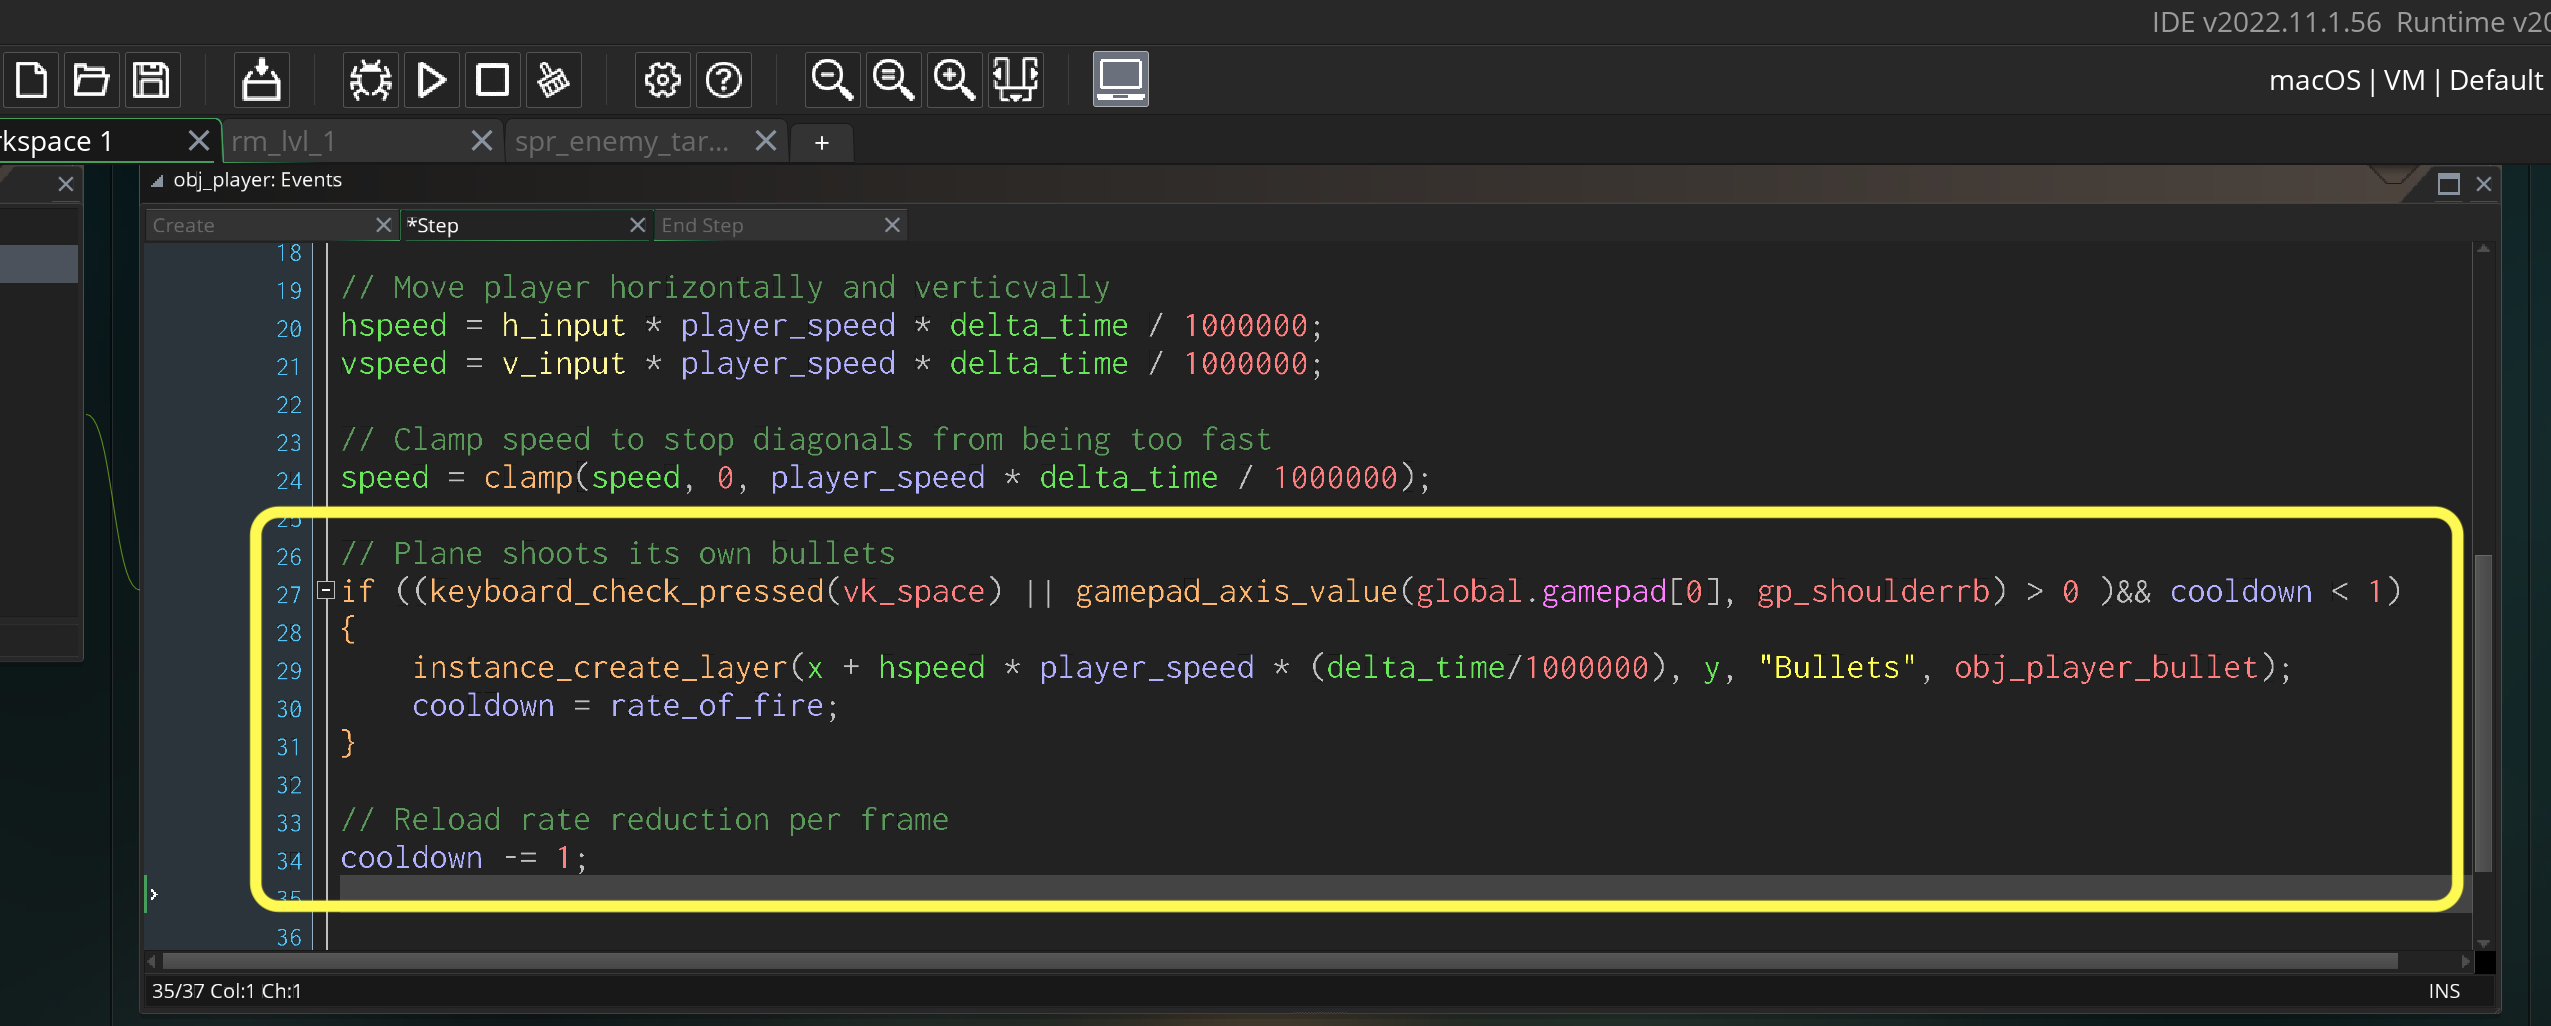 IDE v2022.11.1.56 Runtime v20
macOS | VM | Default
rkspace 1
rm_lvl_1
spr_enemy_tar...
+
obj_player: Events
Create
*Step
End Step
18
19 // Move player horizontally and verticvally
20 hspeed = h_input * player_speed * delta_time / 1000000;
21 vspeed = v_input * player_speed * delta_time / 1000000;
22
23 // Clamp speed to stop diagonals from being too fast
24 speed = clamp(speed, 0, player_speed * delta_time / 1000000);
25
26 // Plane shoots its own bullets
27 if ((keyboard_check_pressed(vk_space) || gamepad_axis_value(global.gamepad[0], gp_shoulderrb) > 0 )&& cooldown < 1)
28 {
29 instance_create_layer(x + hspeed * player_speed * (delta_time/1000000), y, "Bullets", obj_player_bullet);
30 cooldown = rate_of_fire;
31 }
32
33 // Reload rate reduction per frame
34 cooldown -= 1;
35
36
35/37 Col:1 Ch:1
INS